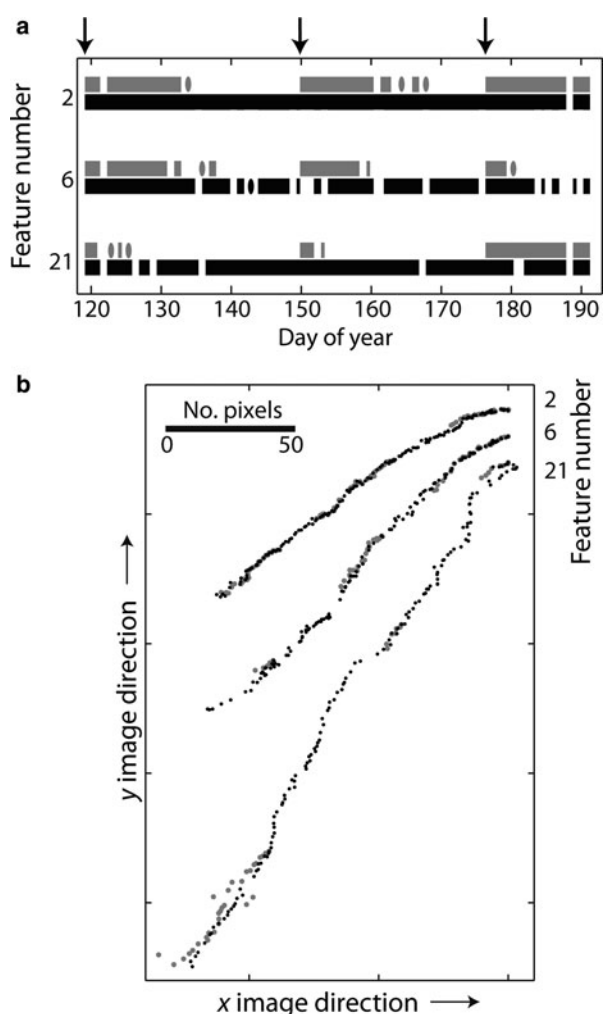 a
Feature number
2
6
21
120 130 140 150 160 170 180 190
Day of year
b
No. pixels
0 50
2
6
21
Feature number
y image direction
x image direction